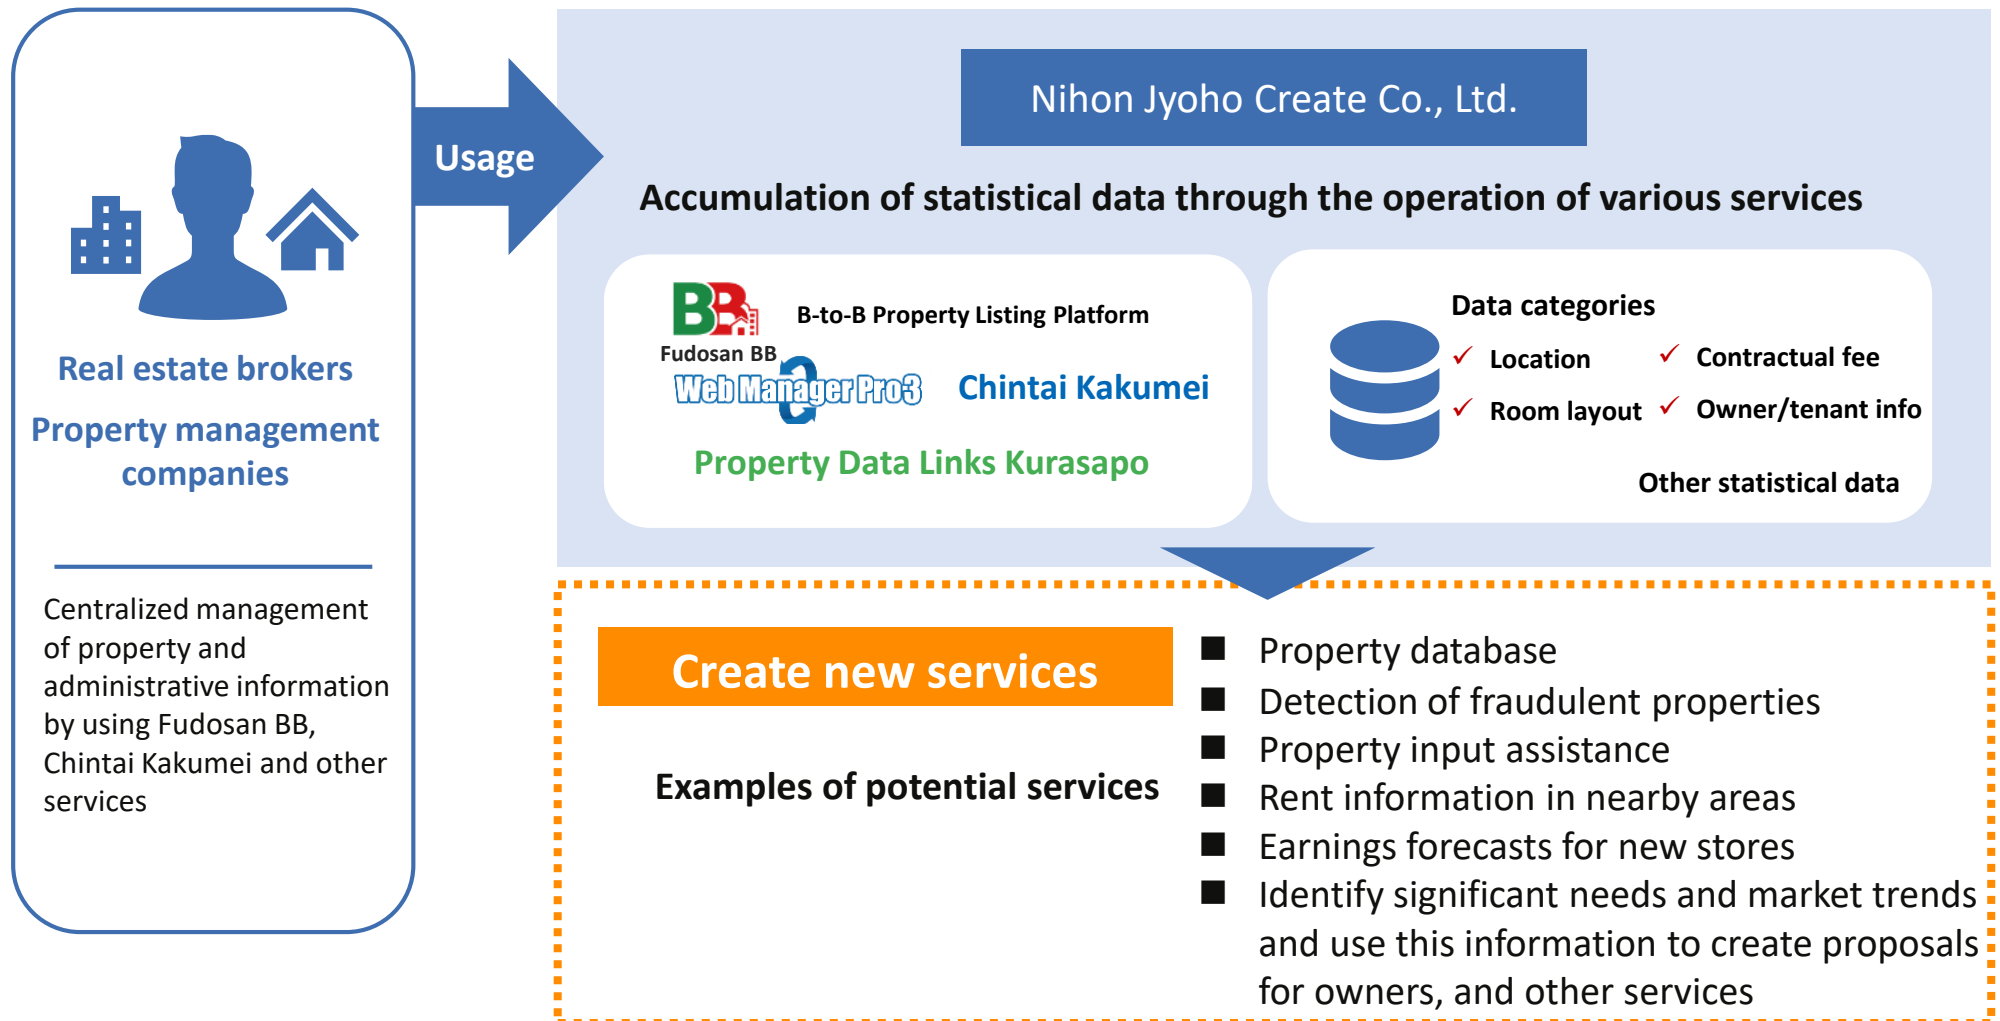 Real estate brokers
Property management
companies
Centralized management
of property and
administrative information
by using Fudosan BB,
Chintai Kakumei and other
services
Usage
Nihon Jyoho Create Co., Ltd.
Accumulation of statistical data through the operation of various services
BB
Fudosan BB
B-to-B Property Listing Platform
Web Manager Pro3
Chintai Kakumei
Property Data Links Kurasapo
Data categories
Location
Contractual fee
Room layout
Owner/tenant info
Other statistical data
Create new services
Examples of potential services
Property database
Detection of fraudulent properties
Property input assistance
Rent information in nearby areas
Earnings forecasts for new stores
Identify significant needs and market trends
and use this information to create proposals
for owners, and other services